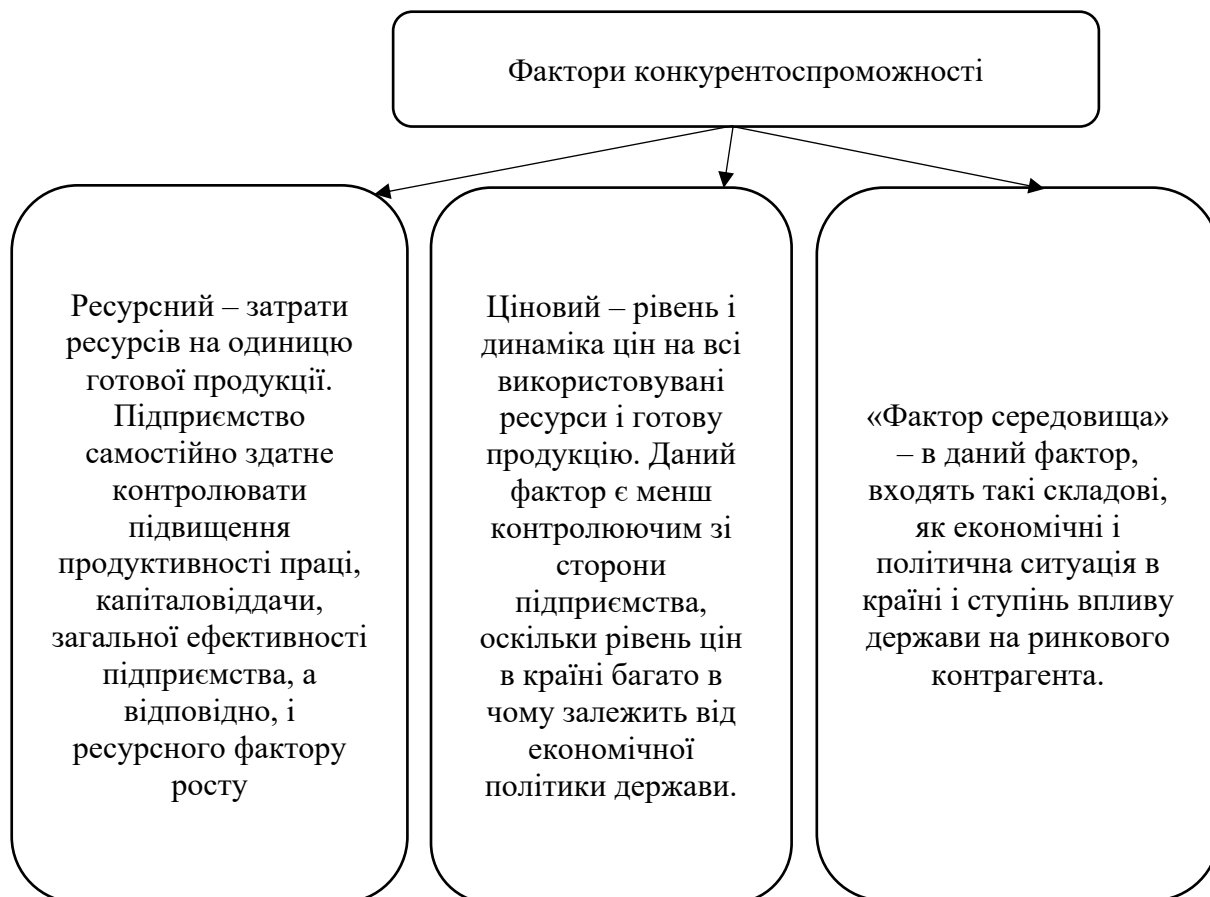 Фактори конкурентоспроможності
Ресурсний – затрати
ресурсів на одиницю
готової продукції.
Підприємство
самостійно здатне
контролювати
підвищення
продуктивності праці,
капіталовіддачи,
загальної ефективності
підприємства, а
відповідно, і
ресурсного фактору
росту
Ціновий – рівень і
динаміка цін на всі
використовувані
ресурси і готову
продукцію. Даний
фактор є менш
контролюючим зі
сторони
підприємства,
оскільки рівень цін
в країні багато в
чому залежить від
економічної
політики держави.
«Фактор середовища»
– в даний фактор,
входять такі складові,
як економічні і
політична ситуація в
країні і ступінь впливу
держави на ринкового
контрагента.